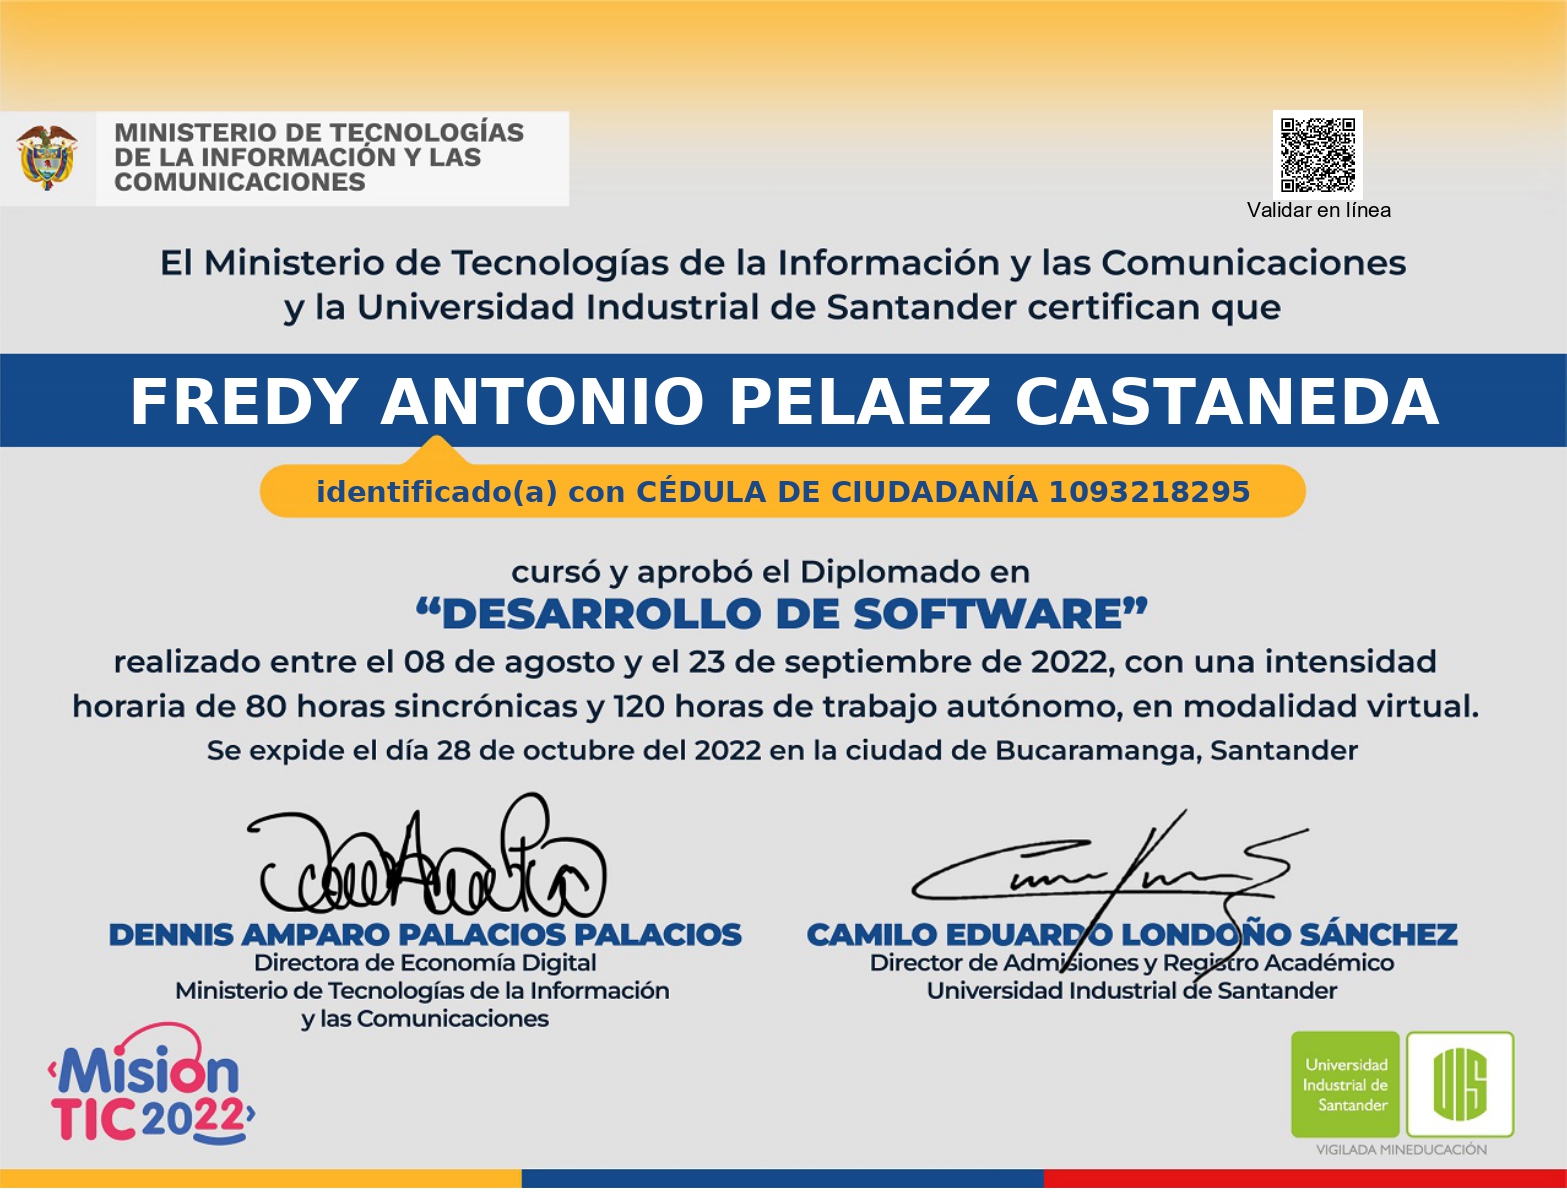 MINISTERIO DE TECNOLOGÍAS
DE LA INFORMACIÓN Y LAS
COMUNICACIONES
Validar en línea
El Ministerio de Tecnologías de la Información y las Comunicaciones
y la Universidad Industrial de Santander certifican que
FREDY ANTONIO PELAEZ CASTANEDA
identificado(a) con CÉDULA DE CIUDADANÍA 1093218295
cursó y aprobó el Diplomado en
“DESARROLLO DE SOFTWARE”
realizado entre el 08 de agosto y el 23 de septiembre de 2022, con una intensidad
horaria de 80 horas sincrónicas y 120 horas de trabajo autónomo, en modalidad virtual.
Se expide el día 28 de octubre del 2022 en la ciudad de Bucaramanga, Santander
DENNIS AMPARO PALACIOS PALACIOS
Directora de Economía Digital
Ministerio de Tecnologías de la Información
y las Comunicaciones
CAMILO EDUARDO LONDOÑO SÁNCHEZ
Director de Admisiones y Registro Académico
Universidad Industrial de Santander
‹Misión
TIC 2022›
Universidad
Industrial de
Santander
UIS
VIGILADA MINEDUCACIÓN